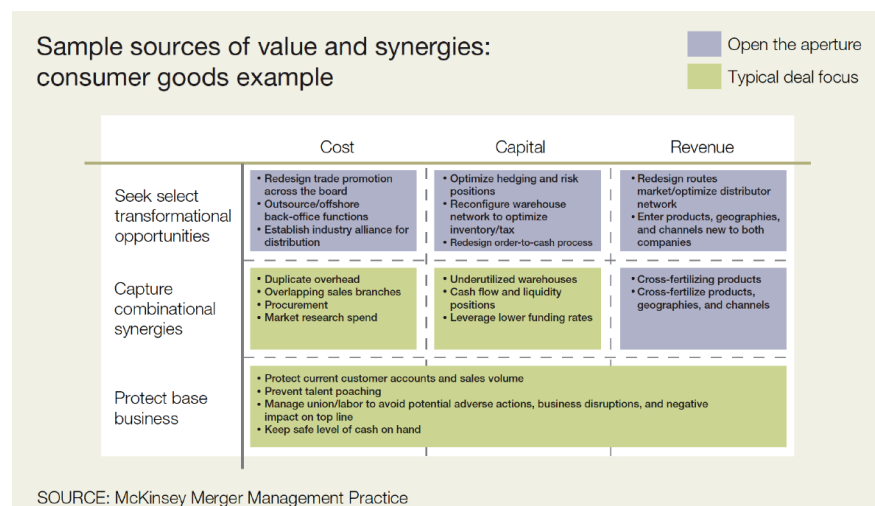 Sample sources of value and synergies:
consumer goods example
Open the aperture
Typical deal focus
Cost
Capital
Revenue
Seek select
transformational
opportunities
• Redesign trade promotion
across the board
• Outsource/offshore
back-office functions
• Establish industry alliance for
distribution
• Optimize hedging and risk
positions
• Reconfigure warehouse
network to optimize
inventory/tax
• Redesign order-to-cash process
• Redesign routes
market/optimize distributor
network
• Enter products, geographies,
and channels new to both
companies
Capture
combinational
synergies
• Duplicate overhead
• Overlapping sales branches
• Procurement
• Market research spend
• Underutilized warehouses
• Cash flow and liquidity
positions
• Leverage lower funding rates
• Cross-fertilizing products
• Cross-fertilize products,
geographies, and channels
Protect base
business
• Protect current customer accounts and sales volume
• Prevent talent poaching
• Manage union/labor to avoid potential adverse actions, business disruptions, and negative
impact on top line
• Keep safe level of cash on hand
SOURCE: McKinsey Merger Management Practice